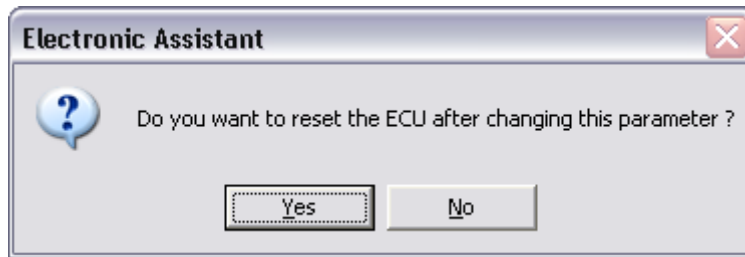 Electronic Assistant
Do you want to reset the ECU after changing this parameter ?
Yes No